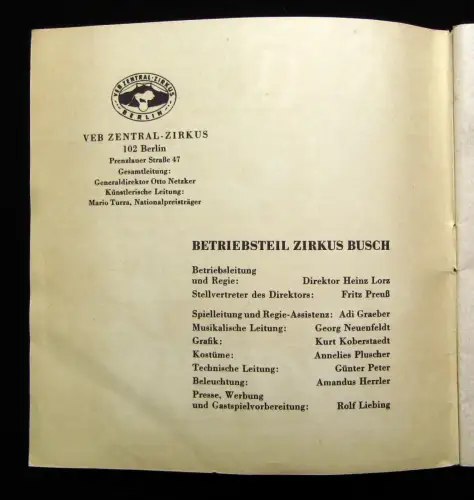 VEB ZENTRAL-ZIRKUS
BERLIN
VEB ZENTRAL-ZIRKUS
102 Berlin
Prenzlauer Straße 47
Gesamtleitung:
Generaldirektor Otto Netzker
Künstlerische Leitung:
Mario Turra, Nationalpreisträger
BETRIEBSTEIL ZIRKUS BUSCH
Betriebsleitung
und Regie: Direktor Heinz Lorz
Stellvertreter des Direktors: Fritz Preuß
Spielleitung und Regie-Assistenz: Adi Graeber
Musikalische Leitung: Georg Neuenfeldt
Grafik: Kurt Koberstaedt
Kostüme: Annelies Pluscher
Technische Leitung: Günter Peter
Beleuchtung: Amandus Herrler
Presse, Werbung
und Gastspielvorbereitung: Rolf Liebing